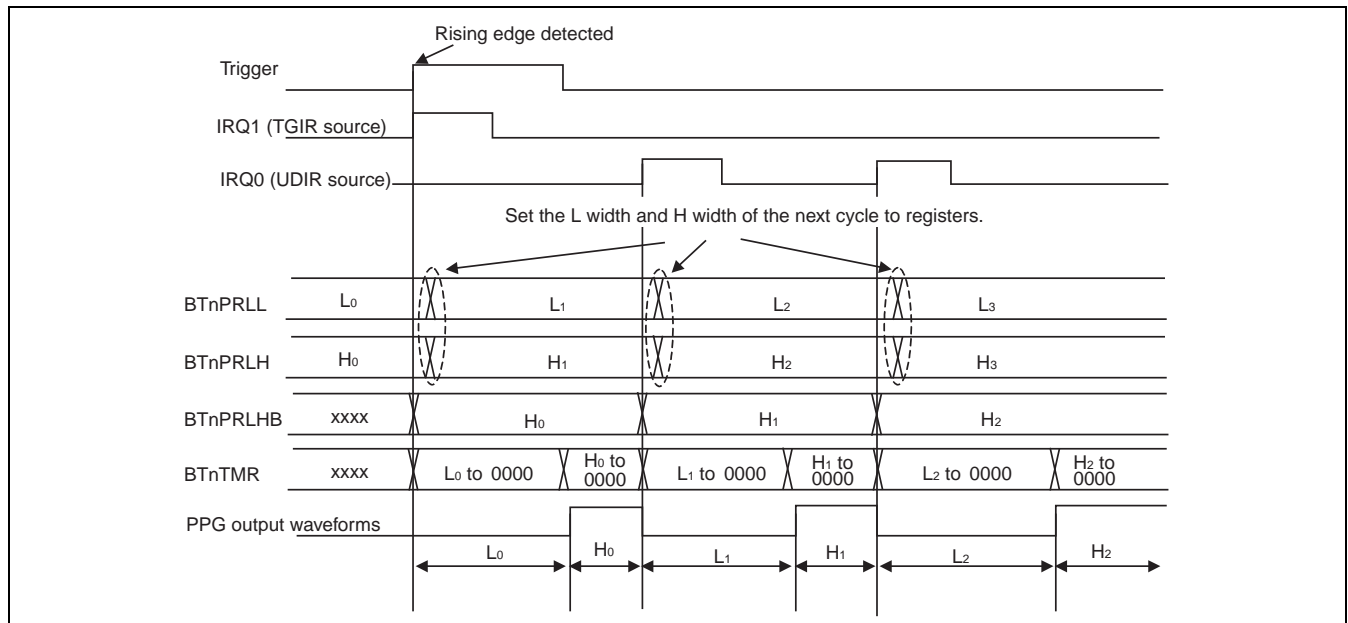 Rising edge detected
Trigger
IRQ1 (TGIR source)
IRQ0 (UDIR source)
Set the L width and H width of the next cycle to registers.
BTnPRLL L0 L1 L2 L3
BTnPRLH H0 H1 H2 H3
BTnPRLHB xxxx H0 H1 H2
BTnTMR xxxx L0 to 0000 H0 to 0000 L1 to 0000 H1 to 0000 L2 to 0000 H2 to 0000
PPG output waveforms
L0 H0 L1 H1 L2 H2